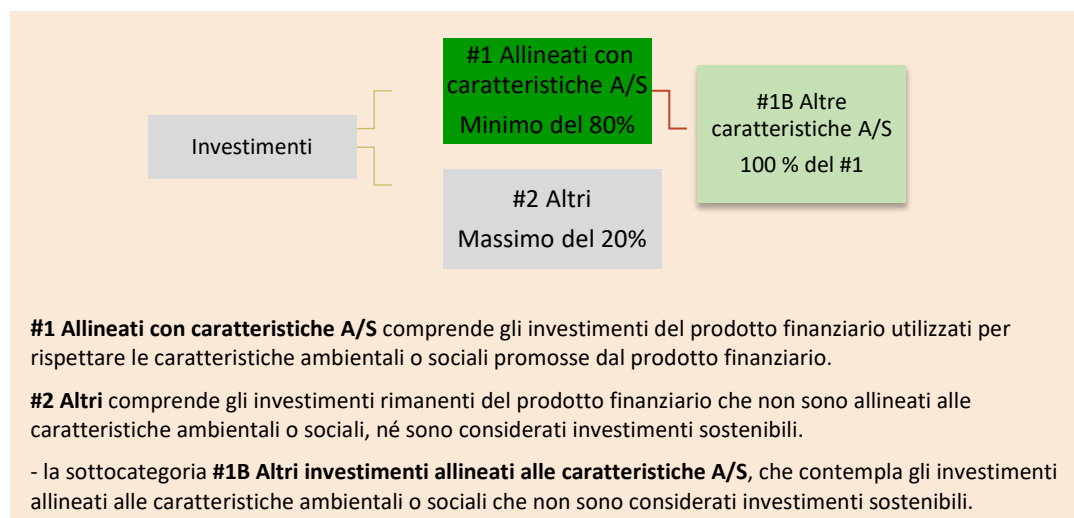 #1 Allineati con
caratteristiche A/S
Minimo del 80%
#1B Altre
caratteristiche A/S
100 % del #1
Investimenti
#2 Altri
Massimo del 20%
#1 Allineati con caratteristiche A/S comprende gli investimenti del prodotto finanziario utilizzati per
rispettare le caratteristiche ambientali o sociali promosse dal prodotto finanziario.
#2 Altri comprende gli investimenti rimanenti del prodotto finanziario che non sono allineati alle
caratteristiche ambientali o sociali, né sono considerati investimenti sostenibili.
- la sottocategoria #1B Altri investimenti allineati alle caratteristiche A/S, che contempla gli investimenti
allineati alle caratteristiche ambientali o sociali che non sono considerati investimenti sostenibili.